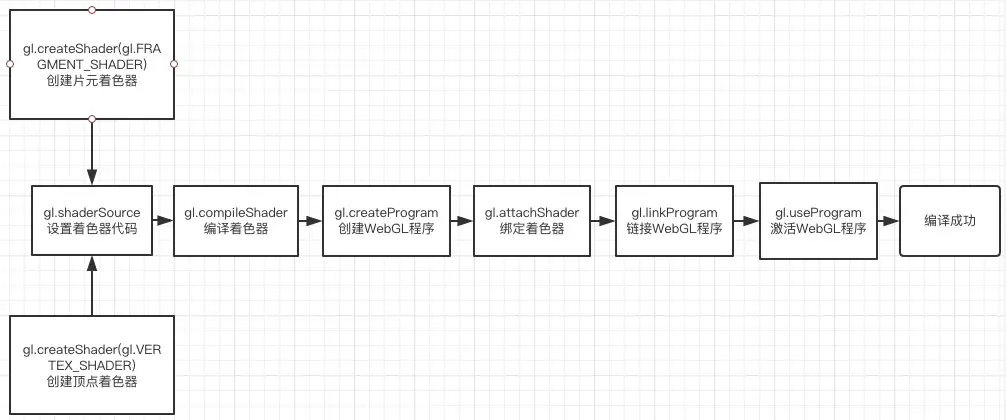 gl.createShader(gl.FRA
GMENT_SHADER)
创建片元着色器
gl.shaderSource
设置着色器代码
gl.compileShader
编译着色器
gl.createProgram
创建WebGL程序
gl.attachShader
绑定着色器
gl.linkProgram
链接WebGL程序
gl.useProgram
激活WebGL程序
编译成功
gl.createShader(gl.VER
TEX_SHADER)
创建顶点着色器